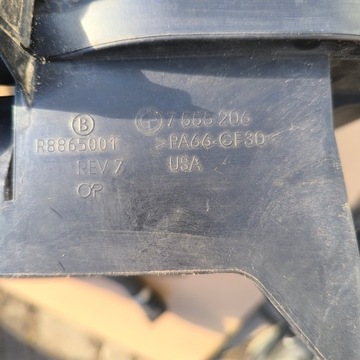 Ⓑ 7 555 206
R8865001 >PA66-GF30<
REV 7 USA
OP